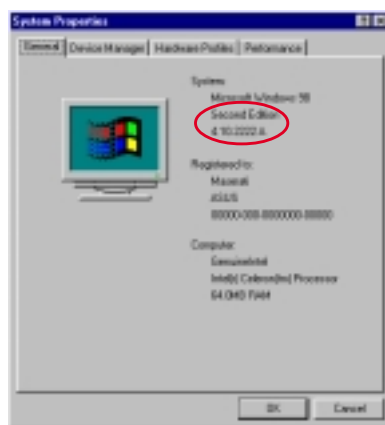 System Properties
General Device Manager Hardware Profiles Performance
System:
Microsoft Windows 98
Second Edition
4.10.2222 A
Registered to:
ASUS
Computer:
GenuineIntel
Intel(r) Celeron(tm) Processor
64.0MB RAM
OK Cancel